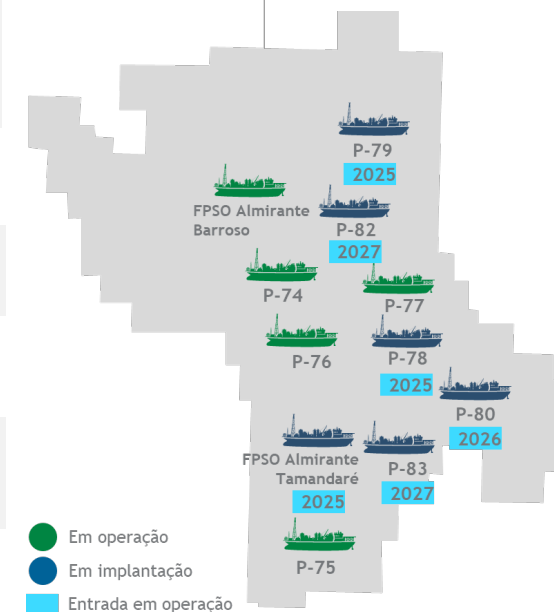 P-79
2025
FPSO Almirante
Barroso
P-82
2027
P-74
P-77
P-76
P-78
2025
P-80
2026
FPSO Almirante
Tamandaré
2025
P-83
2027
P-75
Em operação
Em implantação
Entrada em operação